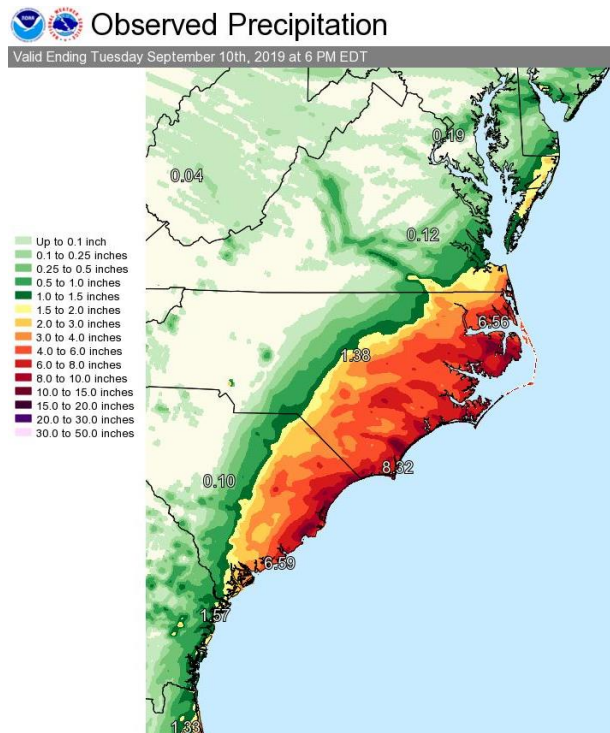 Observed Precipitation
Valid Ending Tuesday September 10th, 2019 at 6 PM EDT
0.19
0.04
0.12
Up to 0.1 inch
0.1 to 0.25 inches
0.25 to 0.5 inches
0.5 to 1.0 inches
1.0 to 1.5 inches
1.5 to 2.0 inches
2.0 to 3.0 inches
3.0 to 4.0 inches
4.0 to 6.0 inches
6.0 to 8.0 inches
8.0 to 10.0 inches
10.0 to 15.0 inches
15.0 to 20.0 inches
20.0 to 30.0 inches
30.0 to 50.0 inches
6.56
1.38
8.32
0.10
6.59
1.57
1.33